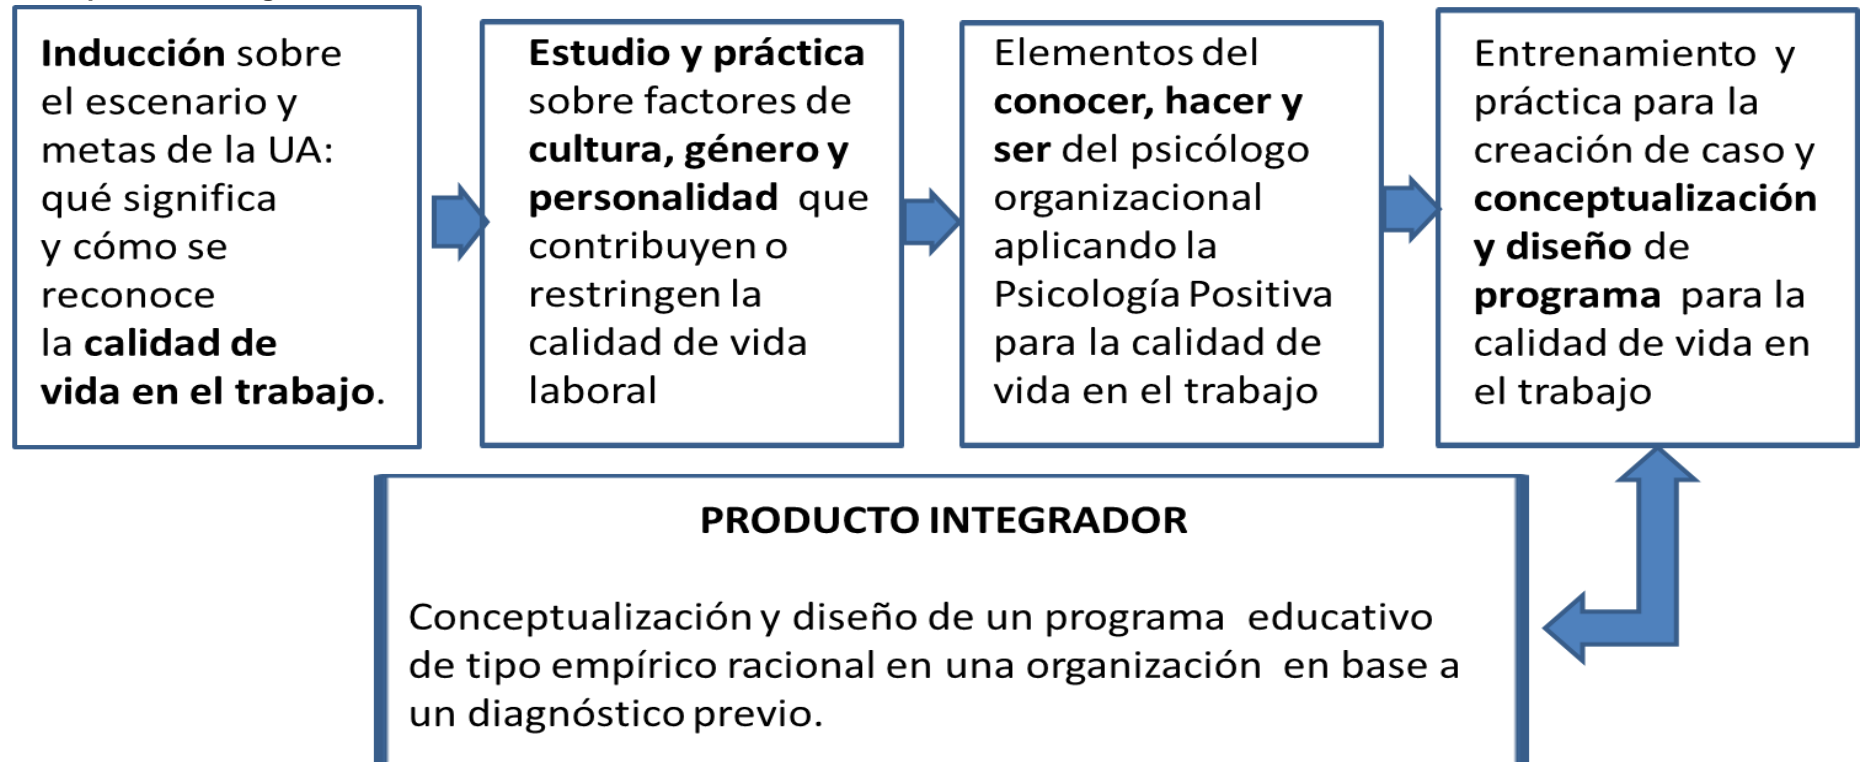 Inducción sobre
el escenario y
metas de la UA:
qué significa
y cómo se
reconoce
la calidad de
vida en el trabajo.
Estudio y práctica
sobre factores de
cultura, género y
personalidad que
contribuyen o
restringen la
calidad de vida
laboral
Elementos del
conocer, hacer y
ser del psicólogo
organizacional
aplicando la
Psicología Positiva
para la calidad de
vida en el trabajo
Entrenamiento y
práctica para la
creación de caso y
conceptualización
y diseño de
programa para la
calidad de vida en
el trabajo
PRODUCTO INTEGRADOR
Conceptualización y diseño de un programa educativo
de tipo empírico racional en una organización en base a
un diagnóstico previo.